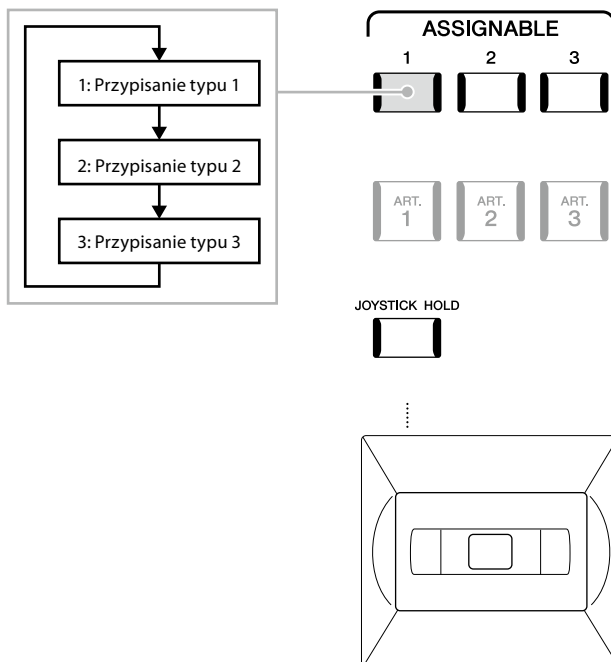 1: Przypisanie typu 1
2: Przypisanie typu 2
3: Przypisanie typu 3
ASSIGNABLE
1 2 3
ART. 1 ART. 2 ART. 3
JOYSTICK HOLD